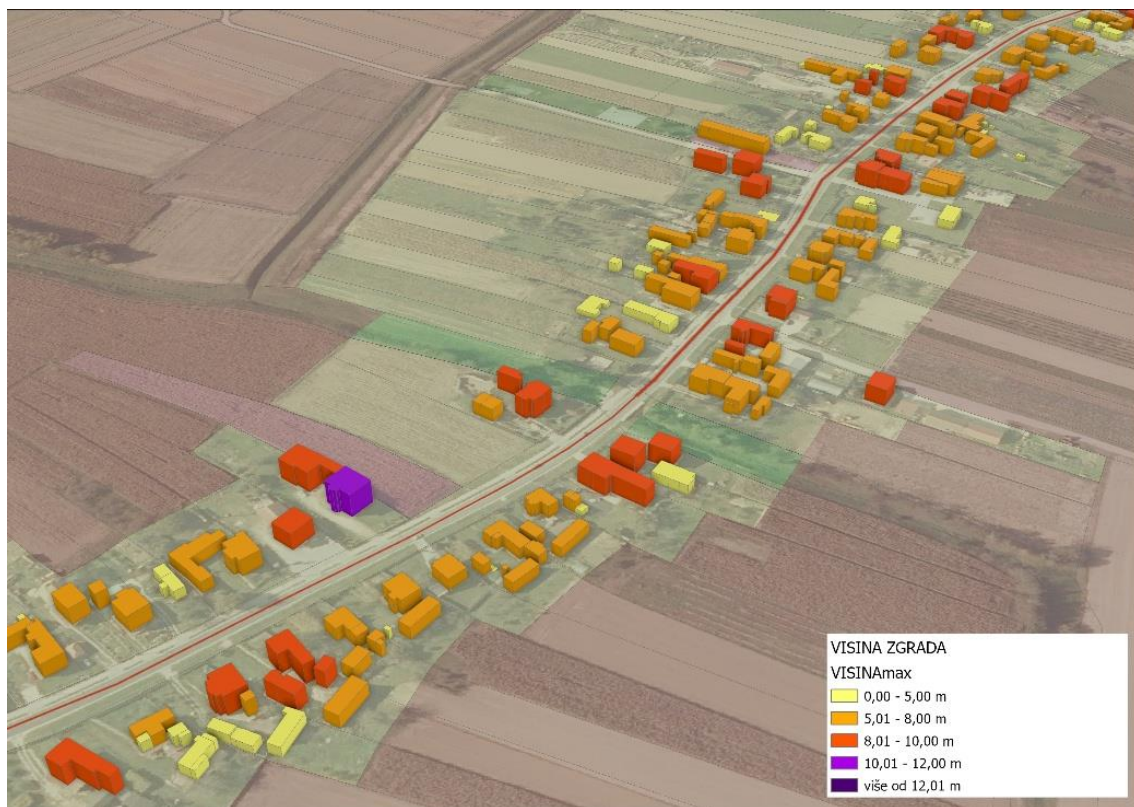 VISINA ZGRADA
VISINAmax
0,00 - 5,00 m
5,01 - 8,00 m
8,01 - 10,00 m
10,01 - 12,00 m
više od 12,01 m